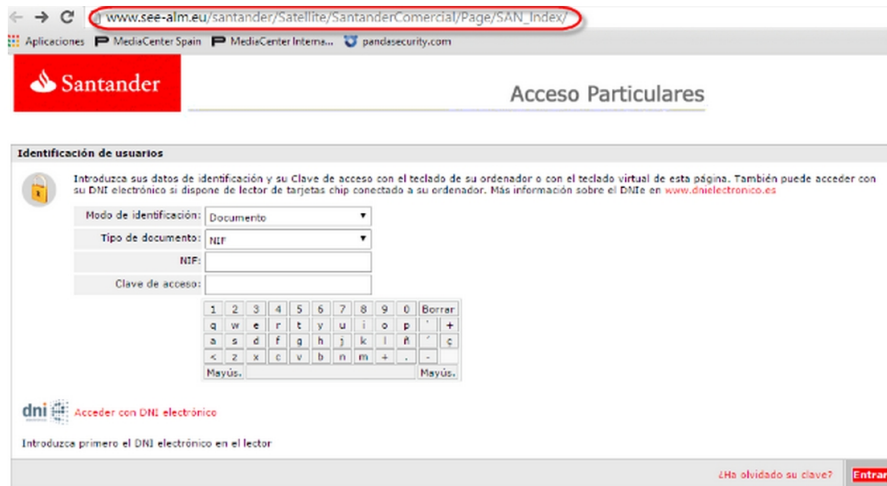 www.see-alm.eu/santander/Satellite/SantanderComercial/Page/SAN_Index/
Aplicaciones MediaCenter Spain MediaCenter Interna... pandasecurity.com
Santander
Acceso Particulares
Identificación de usuarios
Introduzca sus datos de identificación y su Clave de acceso con el teclado de su ordenador o con el teclado virtual de esta página. También puede acceder con
su DNI electrónico si dispone de lector de tarjetas chip conectado a su ordenador. Más información sobre el DNIe en www.dnielectronico.es
Modo de identificación: Documento
Tipo de documento: NIF
NIF:
Clave de acceso:
1 2 3 4 5 6 7 8 9 0 Borrar
q w e r t y u i o p ` +
a s d f g h j k l ñ ´ ç
< z x c v b n m + . -
Mayús. Mayús.
dni Acceder con DNI electrónico
Introduzca primero el DNI electrónico en el lector
¿Ha olvidado su clave? Entrar